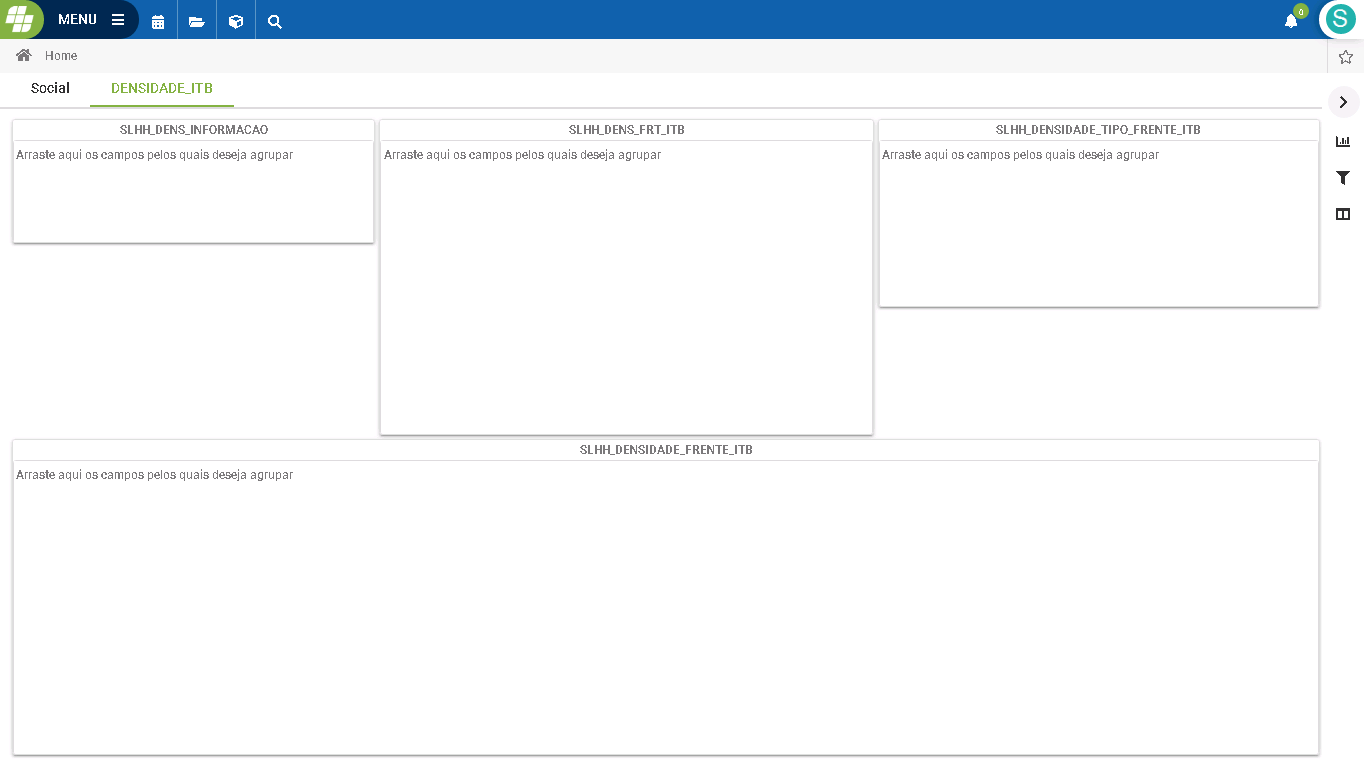 MENU
0
S
Home
Social
DENSIDADE_ITB
SLHH_DENS_INFORMACAO
Arraste aqui os campos pelos quais deseja agrupar
SLHH_DENS_FRT_ITB
Arraste aqui os campos pelos quais deseja agrupar
SLHH_DENSIDADE_TIPO_FRENTE_ITB
Arraste aqui os campos pelos quais deseja agrupar
SLHH_DENSIDADE_FRENTE_ITB
Arraste aqui os campos pelos quais deseja agrupar